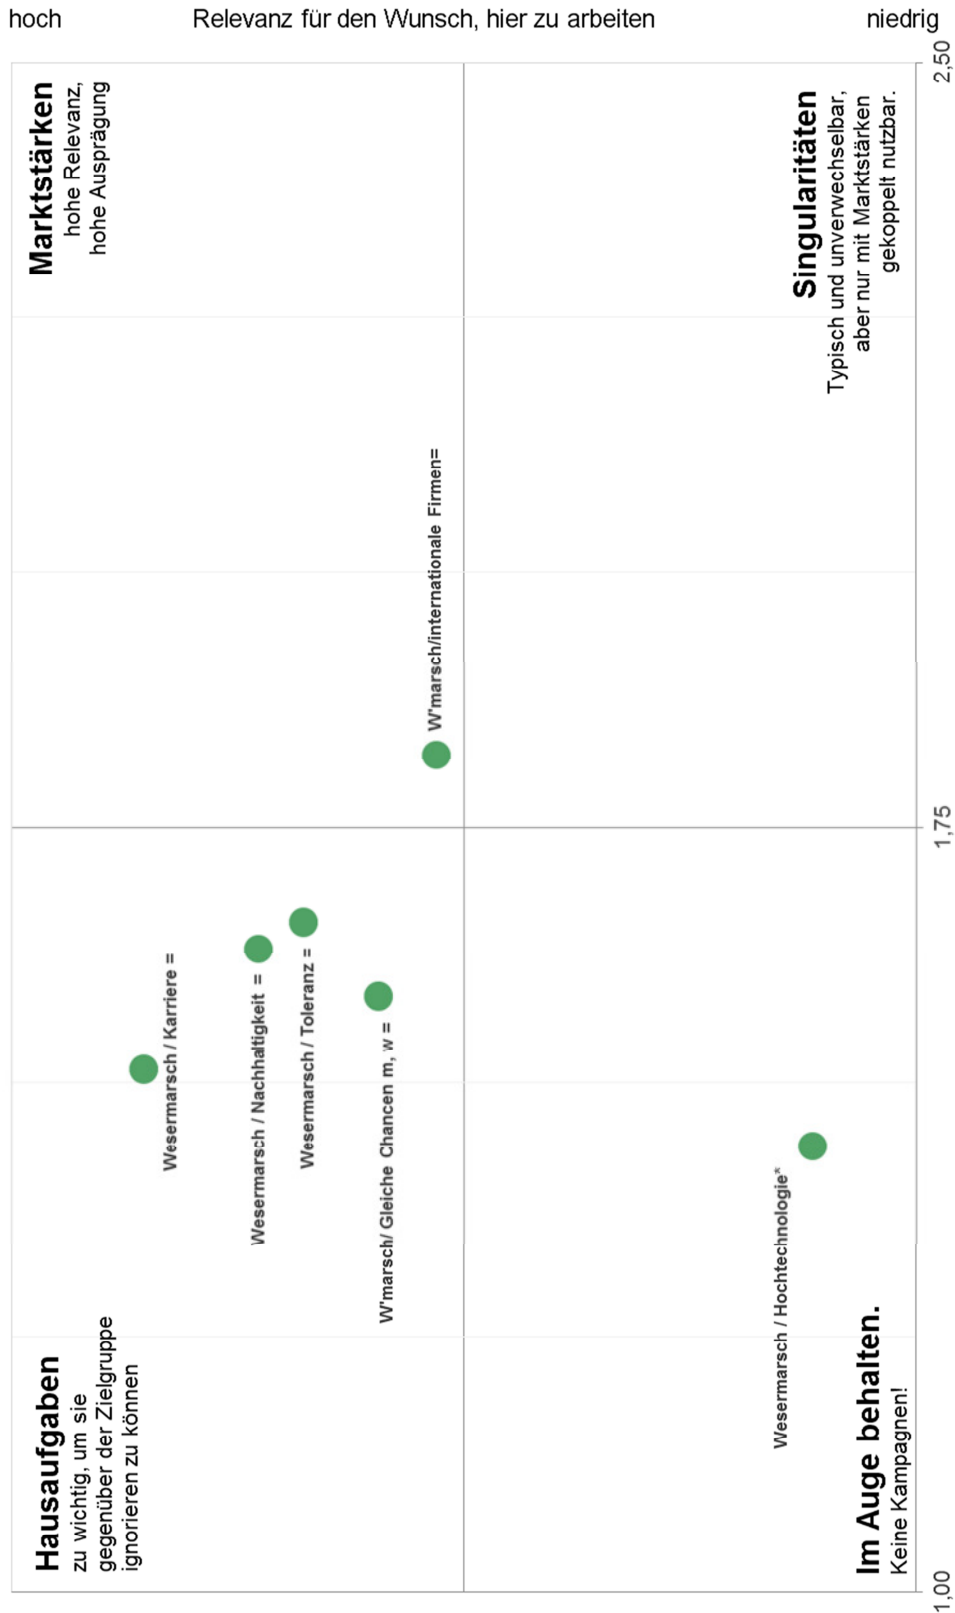 hoch
Relevanz für den Wunsch, hier zu arbeiten
niedrig
Hausaufgaben
zu wichtig, um sie
gegenüber der Zielgruppe
ignorieren zu können
Marktstärken
hohe Relevanz,
hohe Ausprägung
Wesermarsch / Karriere =
Wesermarsch / Nachhaltigkeit =
Wesermarsch / Toleranz =
W'marsch/ Gleiche Chancen m, w =
W'marsch/internationale Firmen=
Wesermarsch / Hochtechnologie*
Im Auge behalten.
Keine Kampagnen!
Singularitäten
Typisch und unverwechselbar,
aber nur mit Marktstärken
gekoppelt nutzbar.
1,00
1,75
2,50